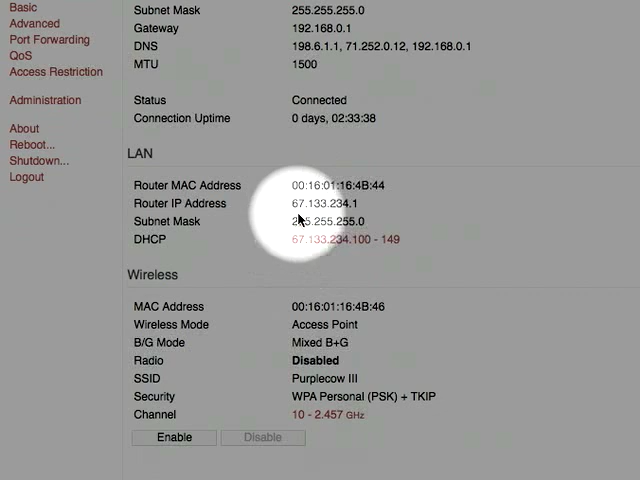 Basic
Advanced
Port Forwarding
QoS
Access Restriction
Administration
About
Reboot...
Shutdown...
Logout
Subnet Mask 255.255.255.0
Gateway 192.168.0.1
DNS 198.6.1.1, 71.252.0.12, 192.168.0.1
MTU 1500
Status Connected
Connection Uptime 0 days, 02:33:38
LAN
Router MAC Address 00:16:01:16:4B:44
Router IP Address 67.133.234.1
Subnet Mask 255.255.255.0
DHCP 67.133.234.100 - 149
Wireless
MAC Address 00:16:01:16:4B:46
Wireless Mode Access Point
B/G Mode Mixed B+G
Radio Disabled
SSID Purplecow III
Security WPA Personal (PSK) + TKIP
Channel 10 - 2.457 GHz
Enable Disable